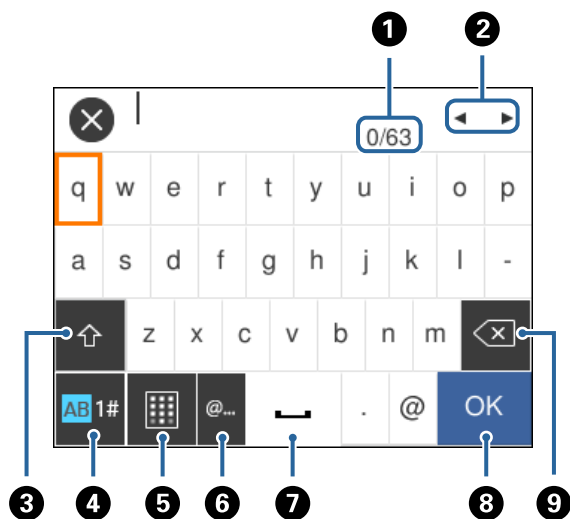 1 2
0/63
q w e r t y u i o p
a s d f g h j k l -
z x c v b n m
AB 1# @... . @ OK
3 4 5 6 7 8 9